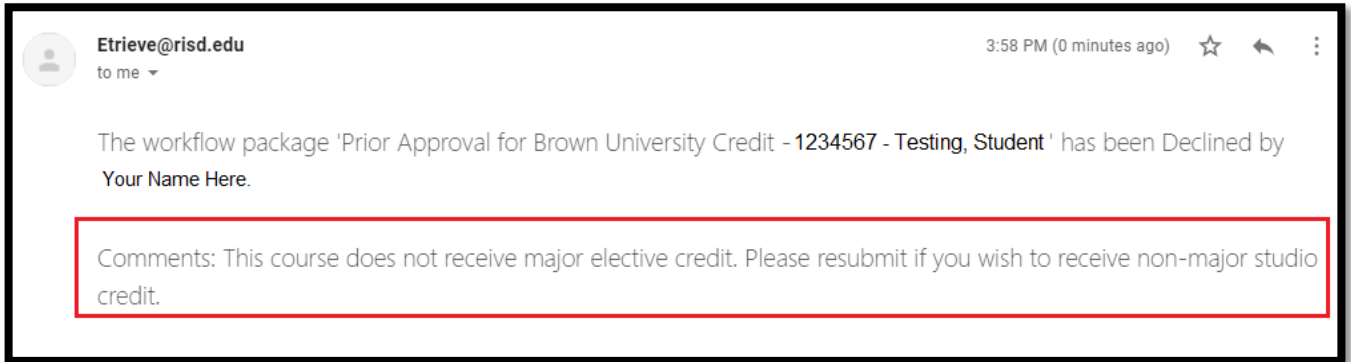 Etrieve@risd.edu
3:58 PM (0 minutes ago)
to me
The workflow package 'Prior Approval for Brown University Credit - 1234567 - Testing, Student ' has been Declined by
Your Name Here.
Comments: This course does not receive major elective credit. Please resubmit if you wish to receive non-major studio
credit.